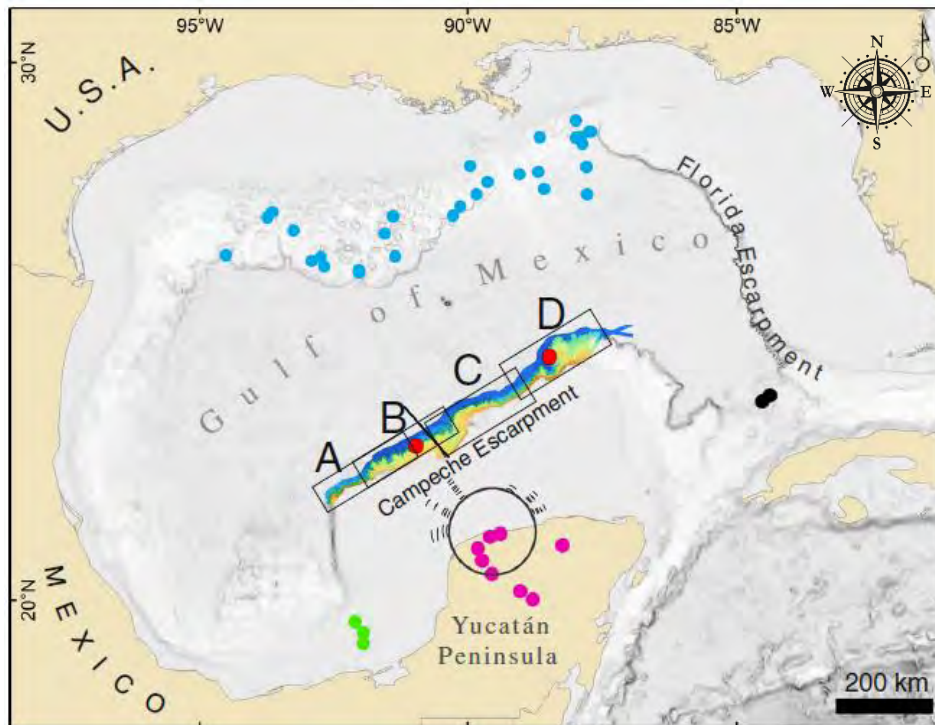 95°W
90°W
85°W
30°N
20°N
U.S.A.
N
W
E
S
Florida Escarpment
Gulf of Mexico
D
C
B
A
Campeche Escarpment
MEXICO
Yucatán
Peninsula
200 km